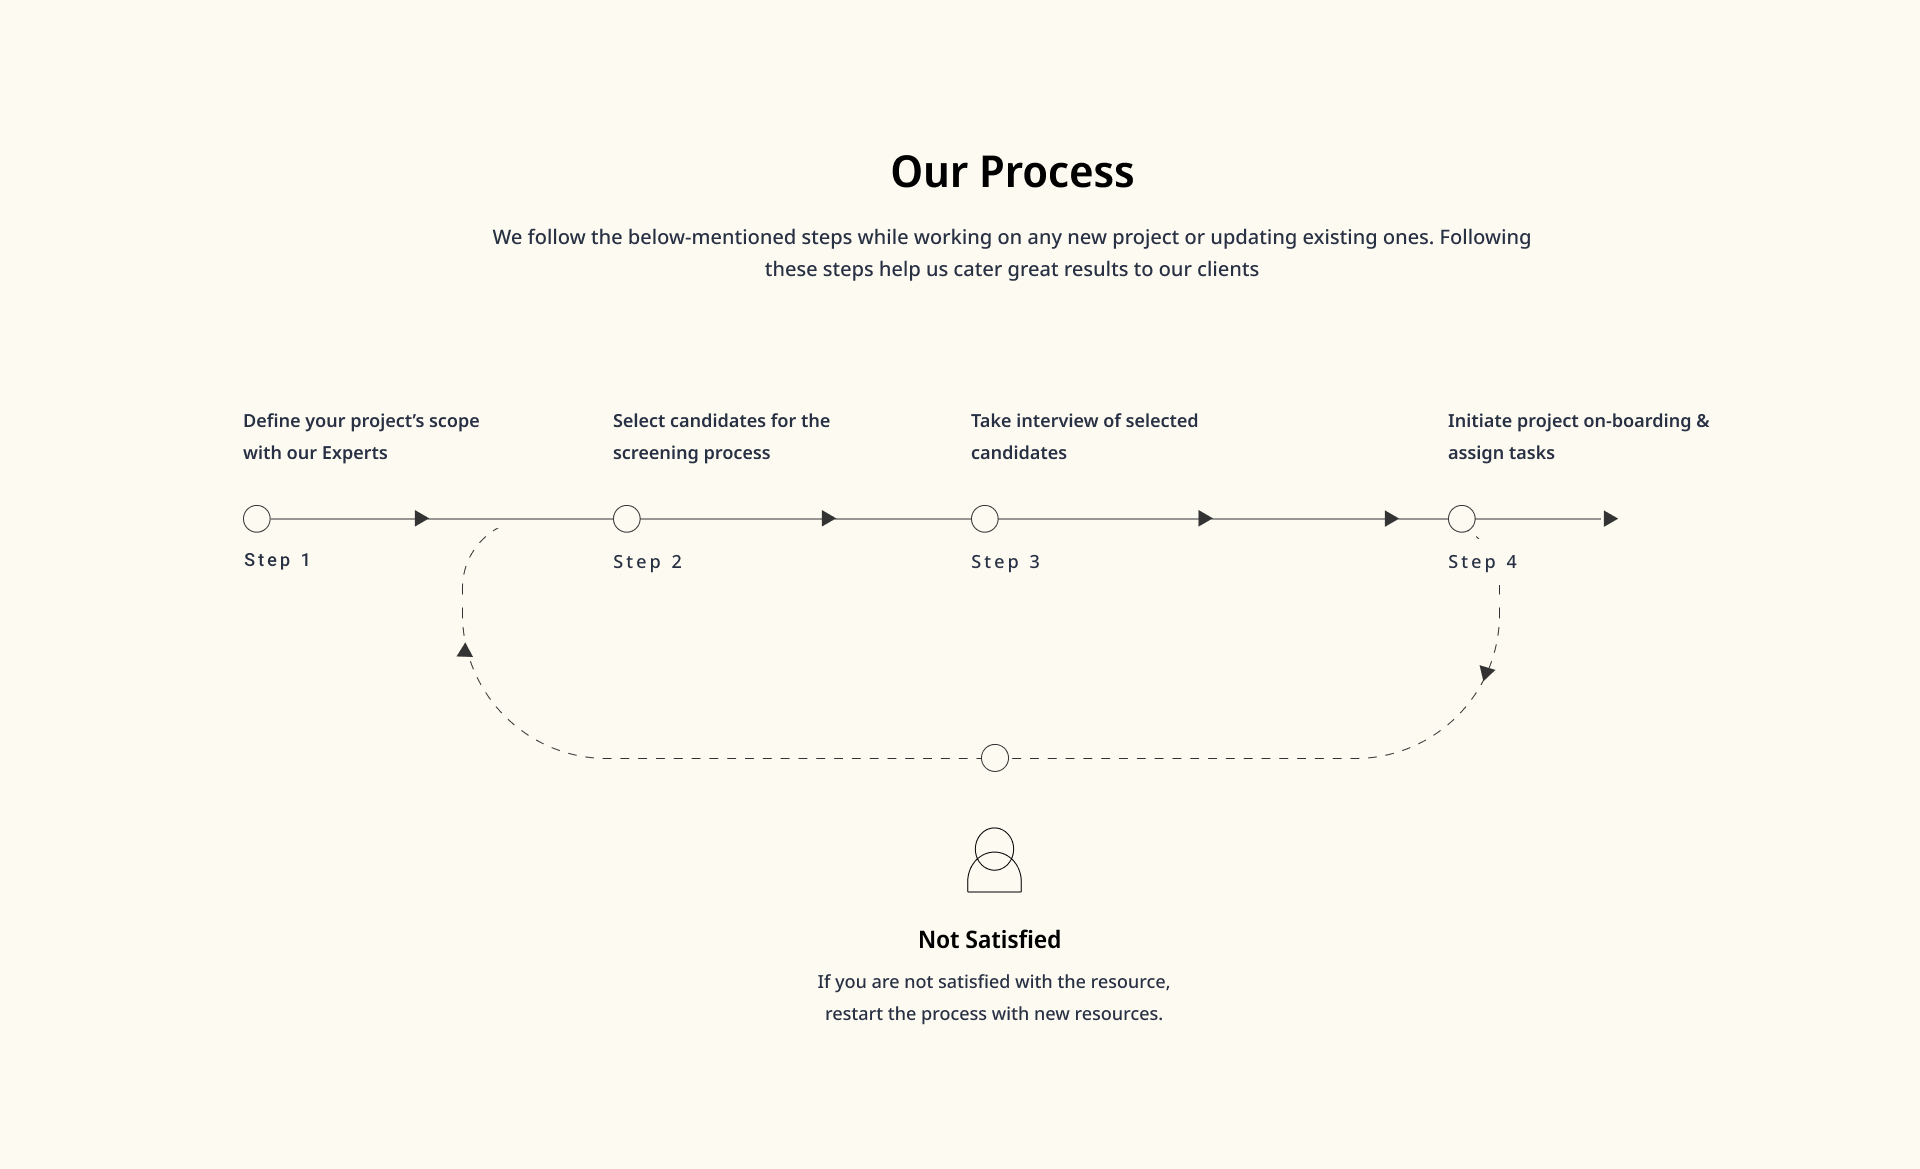 Our Process
We follow the below-mentioned steps while working on any new project or updating existing ones. Following
these steps help us cater great results to our clients
Define your project’s scope
with our Experts
Select candidates for the
screening process
Take interview of selected
candidates
Initiate project on-boarding &
assign tasks
Step 1
Step 2
Step 3
Step 4
Not Satisfied
If you are not satisfied with the resource,
restart the process with new resources.